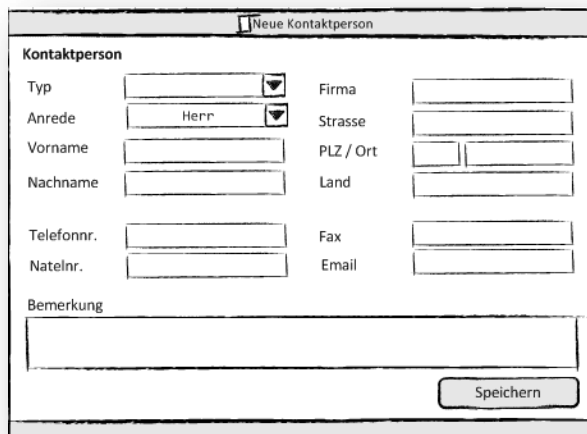 Neue Kontaktperson
Kontaktperson
Typ
Firma
Anrede Herr
Strasse
Vorname
PLZ / Ort
Nachname
Land
Telefonnr.
Fax
Natelnr.
Email
Bemerkung
Speichern